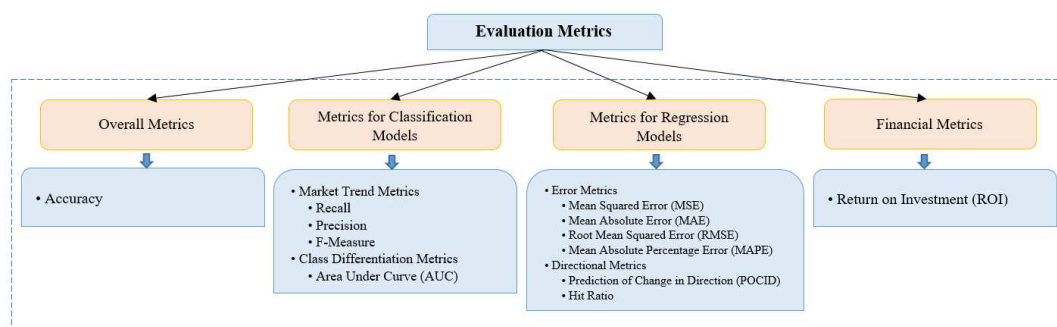 Evaluation Metrics
Overall Metrics
• Accuracy
Metrics for Classification
Models
• Market Trend Metrics
• Recall
• Precision
• F-Measure
• Class Differentiation Metrics
• Area Under Curve (AUC)
Metrics for Regression
Models
• Error Metrics
• Mean Squared Error (MSE)
• Mean Absolute Error (MAE)
• Root Mean Squared Error (RMSE)
• Mean Absolute Percentage Error (MAPE)
• Directional Metrics
• Prediction of Change in Direction (POCID)
• Hit Ratio
Financial Metrics
• Return on Investment (ROI)